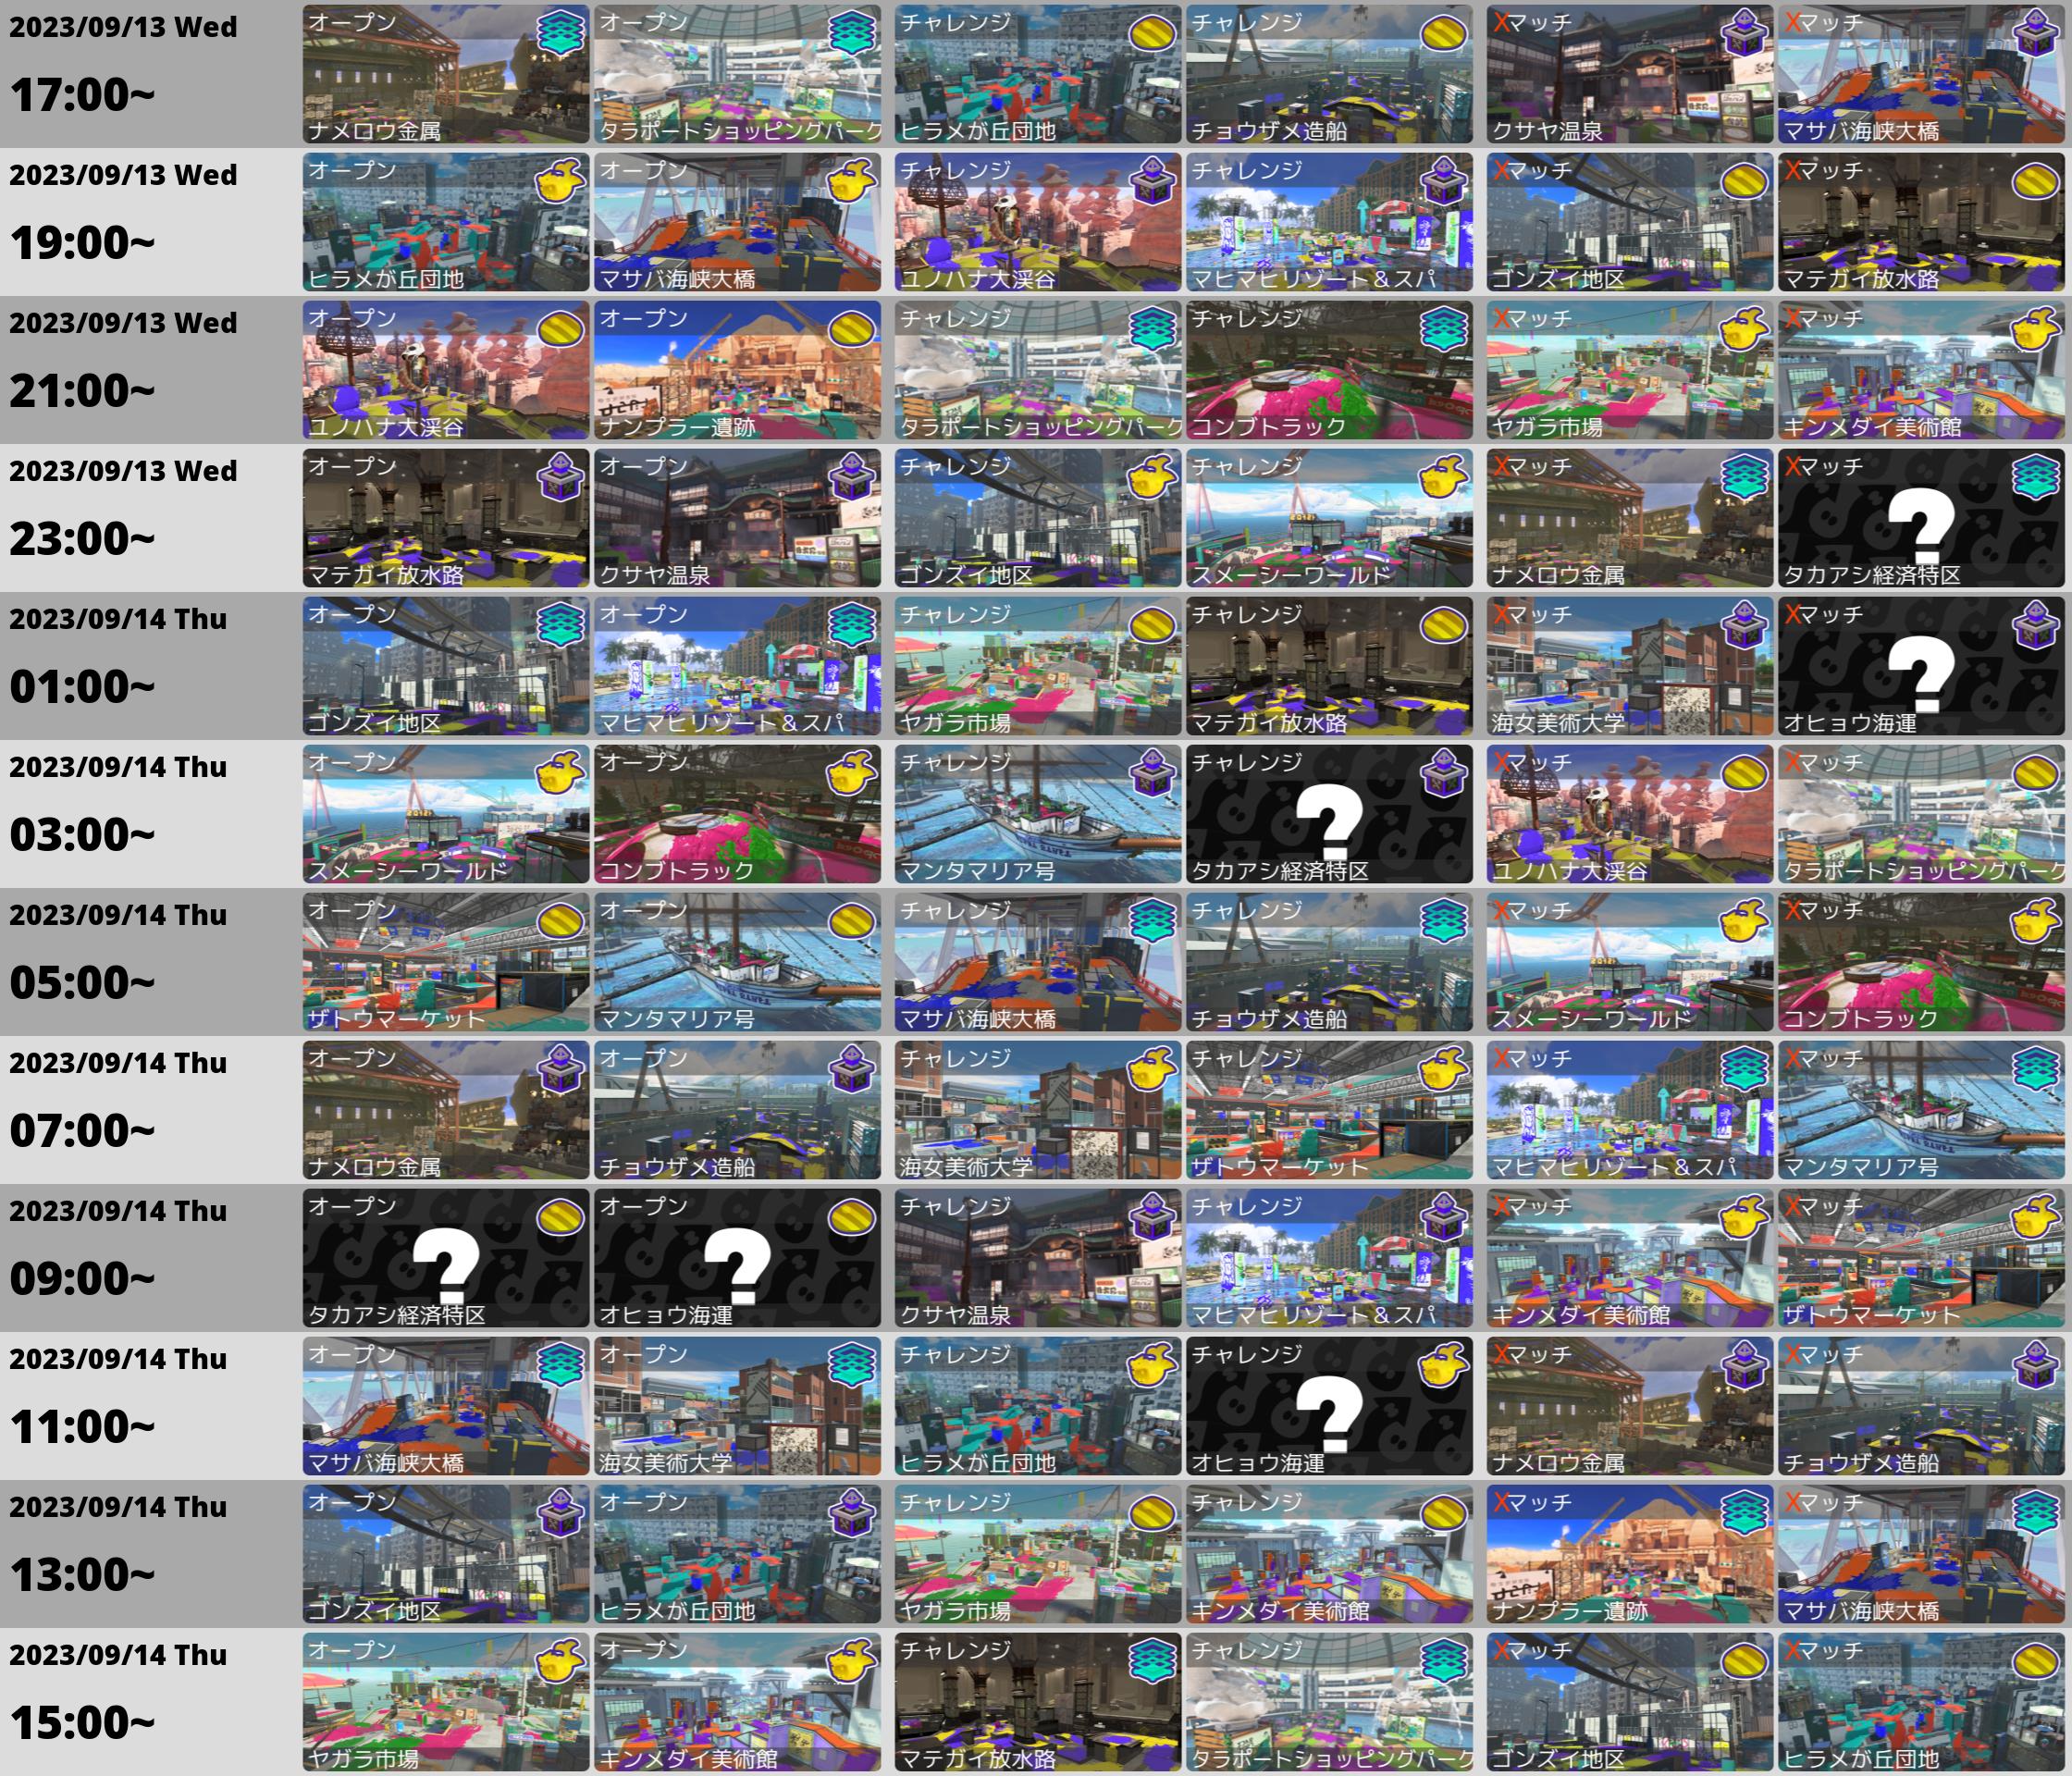 2023/09/13 Wed
17:00~
オープン
ナメロウ金属
オープン
タラポートショッピングパーク
チャレンジ
ヒラメが丘団地
チャレンジ
チョウザメ造船
Xマッチ
クサヤ温泉
Xマッチ
マサバ海峡大橋
2023/09/13 Wed
19:00~
オープン
ヒラメが丘団地
オープン
マサバ海峡大橋
チャレンジ
ユノハナ大渓谷
チャレンジ
マヒマヒリゾート&スパ
Xマッチ
ゴンズイ地区
Xマッチ
マテガイ放水路
2023/09/13 Wed
21:00~
オープン
ユノハナ大渓谷
オープン
ナンプラー遺跡
チャレンジ
タラポートショッピングパーク
チャレンジ
コンブトラック
Xマッチ
ヤガラ市場
Xマッチ
キンメダイ美術館
2023/09/13 Wed
23:00~
オープン
マテガイ放水路
オープン
クサヤ温泉
チャレンジ
ゴンズイ地区
チャレンジ
スメーシーワールド
Xマッチ
ナメロウ金属
Xマッチ
?
タカアシ経済特区
2023/09/14 Thu
01:00~
オープン
ゴンズイ地区
オープン
マヒマヒリゾート&スパ
チャレンジ
ヤガラ市場
チャレンジ
マテガイ放水路
Xマッチ
海女美術大学
Xマッチ
?
オヒョウ海運
2023/09/14 Thu
03:00~
オープン
スメーシーワールド
オープン
コンブトラック
チャレンジ
マンタマリア号
チャレンジ
?
タカアシ経済特区
Xマッチ
ユノハナ大渓谷
Xマッチ
タラポートショッピングパーク
2023/09/14 Thu
05:00~
オープン
ザトウマーケット
オープン
マンタマリア号
チャレンジ
マサバ海峡大橋
チャレンジ
チョウザメ造船
Xマッチ
スメーシーワールド
Xマッチ
コンブトラック
2023/09/14 Thu
07:00~
オープン
ナメロウ金属
オープン
チョウザメ造船
チャレンジ
海女美術大学
チャレンジ
ザトウマーケット
Xマッチ
マヒマヒリゾート&スパ
Xマッチ
マンタマリア号
2023/09/14 Thu
09:00~
オープン
?
タカアシ経済特区
オープン
?
オヒョウ海運
チャレンジ
クサヤ温泉
チャレンジ
マヒマヒリゾート&スパ
Xマッチ
キンメダイ美術館
Xマッチ
ザトウマーケット
2023/09/14 Thu
11:00~
オープン
マサバ海峡大橋
オープン
海女美術大学
チャレンジ
ヒラメが丘団地
チャレンジ
?
オヒョウ海運
Xマッチ
ナメロウ金属
Xマッチ
チョウザメ造船
2023/09/14 Thu
13:00~
オープン
ゴンズイ地区
オープン
ヒラメが丘団地
チャレンジ
ヤガラ市場
チャレンジ
キンメダイ美術館
Xマッチ
ナンプラー遺跡
Xマッチ
マサバ海峡大橋
2023/09/14 Thu
15:00~
オープン
ヤガラ市場
オープン
キンメダイ美術館
チャレンジ
マテガイ放水路
チャレンジ
タラポートショッピングパーク
Xマッチ
ゴンズイ地区
Xマッチ
ヒラメが丘団地